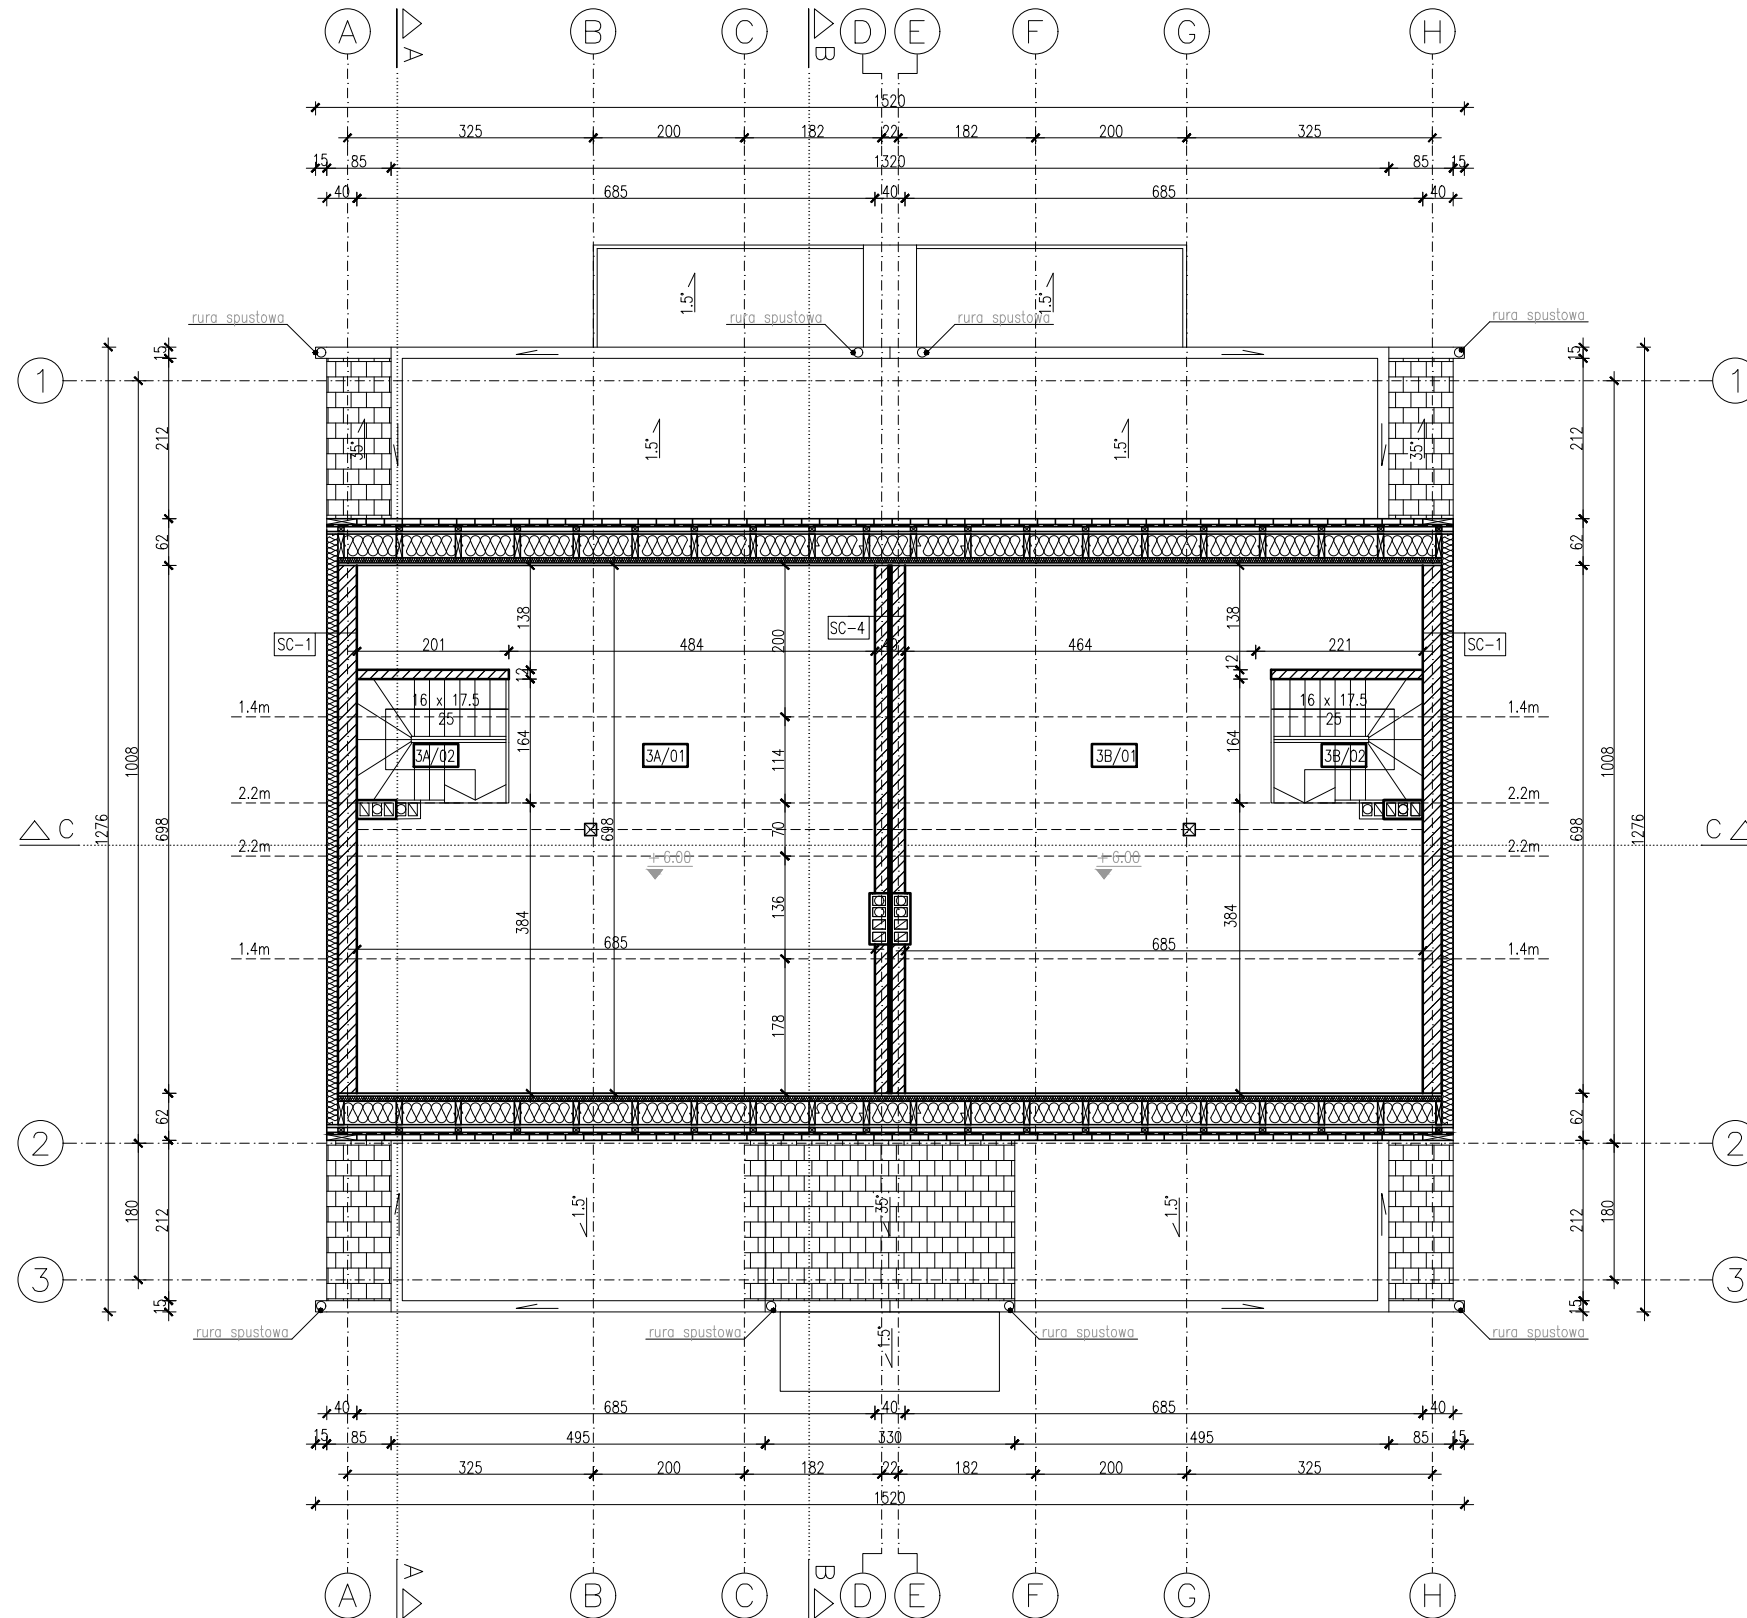 A A B C B D E F G H
1520
325 200 182 22 182 200 325
15 85 1320 85 15
40 685 40 685 40
1.5° 1.5°
rura spustowa rura spustowa rura spustowa rura spustowa
15 15
1 1
212 35° 1.5° 1.5° 35° 212
62 62
138 200 138
SC-1 SC-4 SC-1
201 484 40 464 221
12 12
16 x 17.5 16 x 17.5
1.4m 25 25 1.4m
1008 164 3A/02 3A/01 114 3B/01 164 3B/02 1008
2.2m 2.2m
C 1276 698 698 70 698 1276 C
2.2m +6.00 +6.00 2.2m
384 136 384
1.4m 685 685 1.4m
178
62 62
2 2
180 212 1.5° 35° 1.5° 212 180
3 3
15 15
rura spustowa rura spustowa 1.5° rura spustowa rura spustowa
40 685 40 685 40
15 85 495 330 495 85 15
325 200 182 22 182 200 325
1520
A A B C B D E F G H